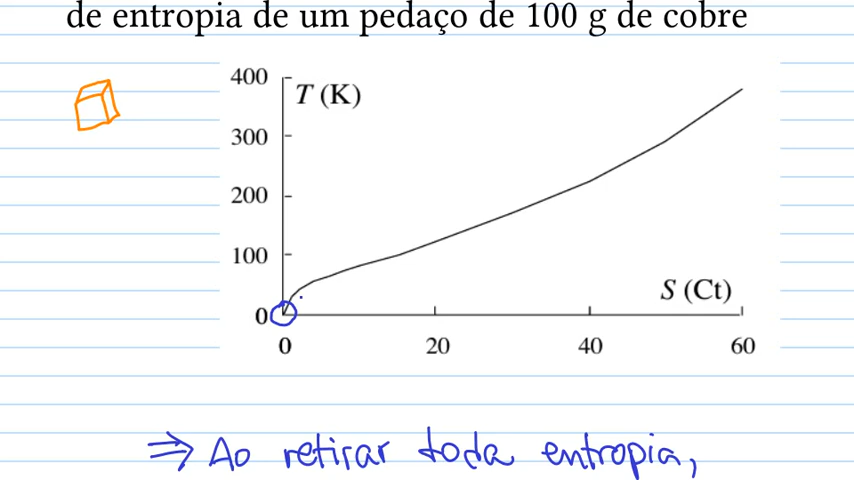 de entropia de um pedaço de 100 g de cobre
400
T (K)
300
200
100
S (Ct)
0
0 20 40 60
⇒ Ao retirar toda entropia,